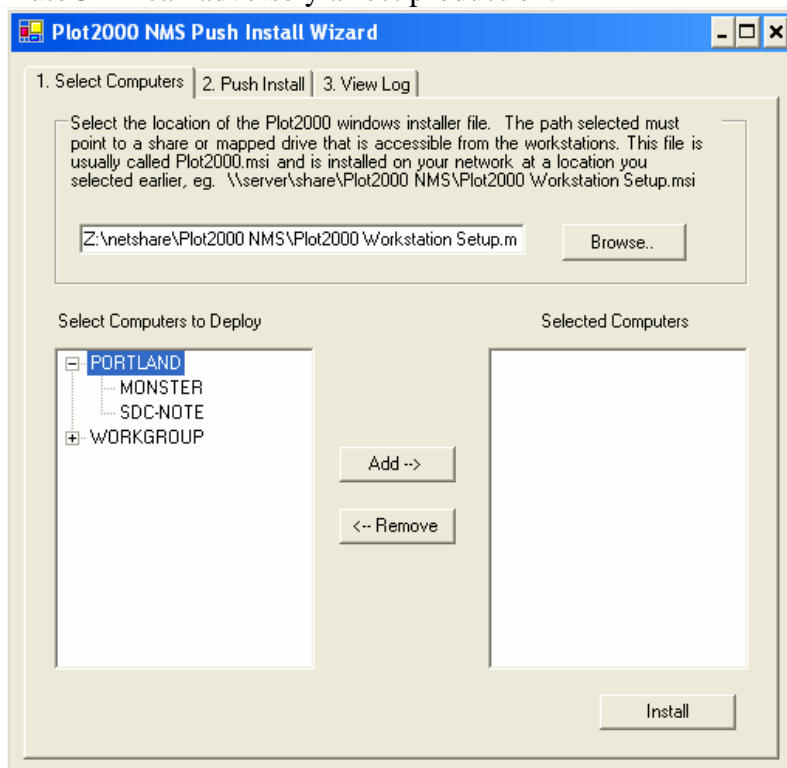 Plot2000 NMS Push Install Wizard
1. Select Computers
2. Push Install
3. View Log
Select the location of the Plot2000 windows installer file. The path selected must
point to a share or mapped drive that is accessible from the workstations. This file is
usually called Plot2000.msi and is installed on your network at a location you
selected earlier, eg. \\server\share\Plot2000 NMS\Plot2000 Workstation Setup.msi
Z:\netshare\Plot2000 NMS\Plot2000 Workstation Setup.m
Browse..
Select Computers to Deploy
Selected Computers
PORTLAND
MONSTER
SDC-NOTE
WORKGROUP
Add -->
<-- Remove
Install